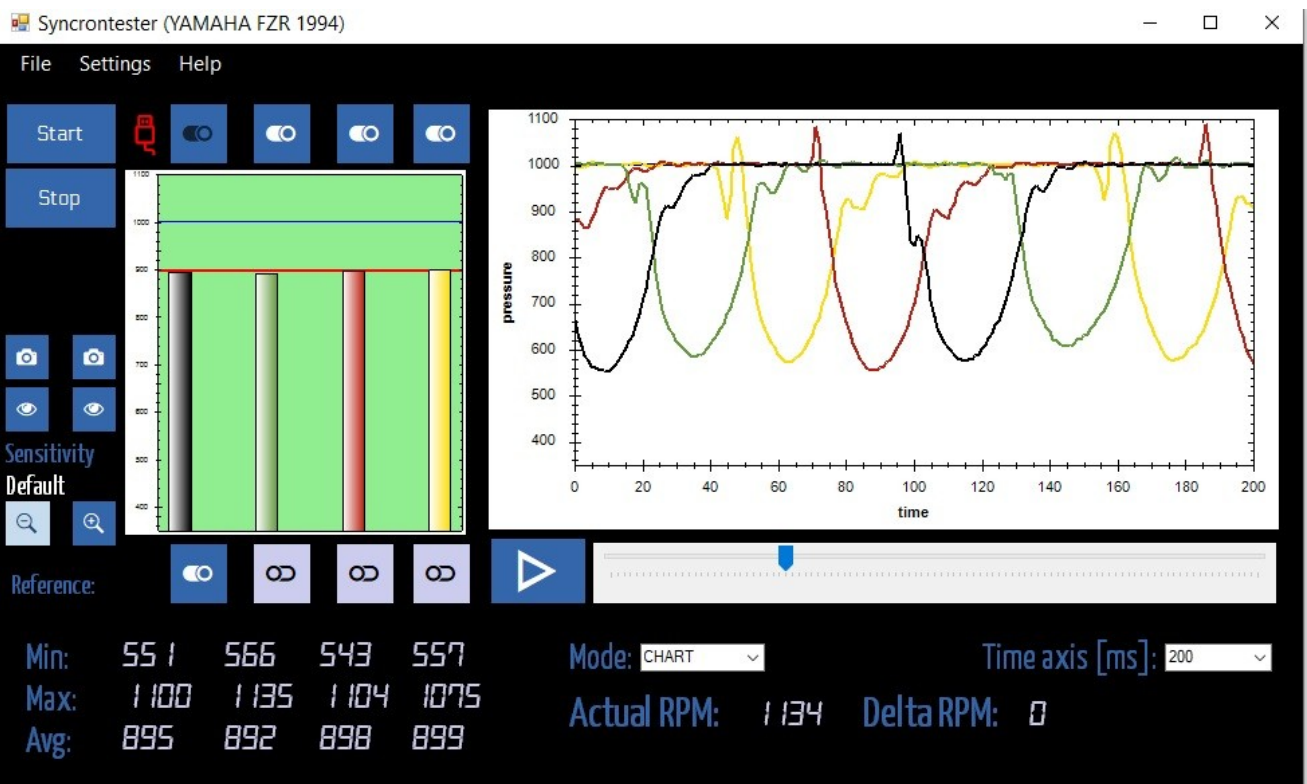 Syncrontester (YAMAHA FZR 1994)
File Settings Help
Start
Stop
1100
1000
900
800
700
600
500
400
Sensitivity
Default
Reference:
pressure
1100
1000
900
800
700
600
500
400
0 20 40 60 80 100 120 140 160 180 200
time
Min: 551 566 543 557
Max: 1100 1135 1104 1075
Avg: 895 892 898 899
Mode: CHART
Time axis [ms]: 200
Actual RPM: 1134 Delta RPM: 0